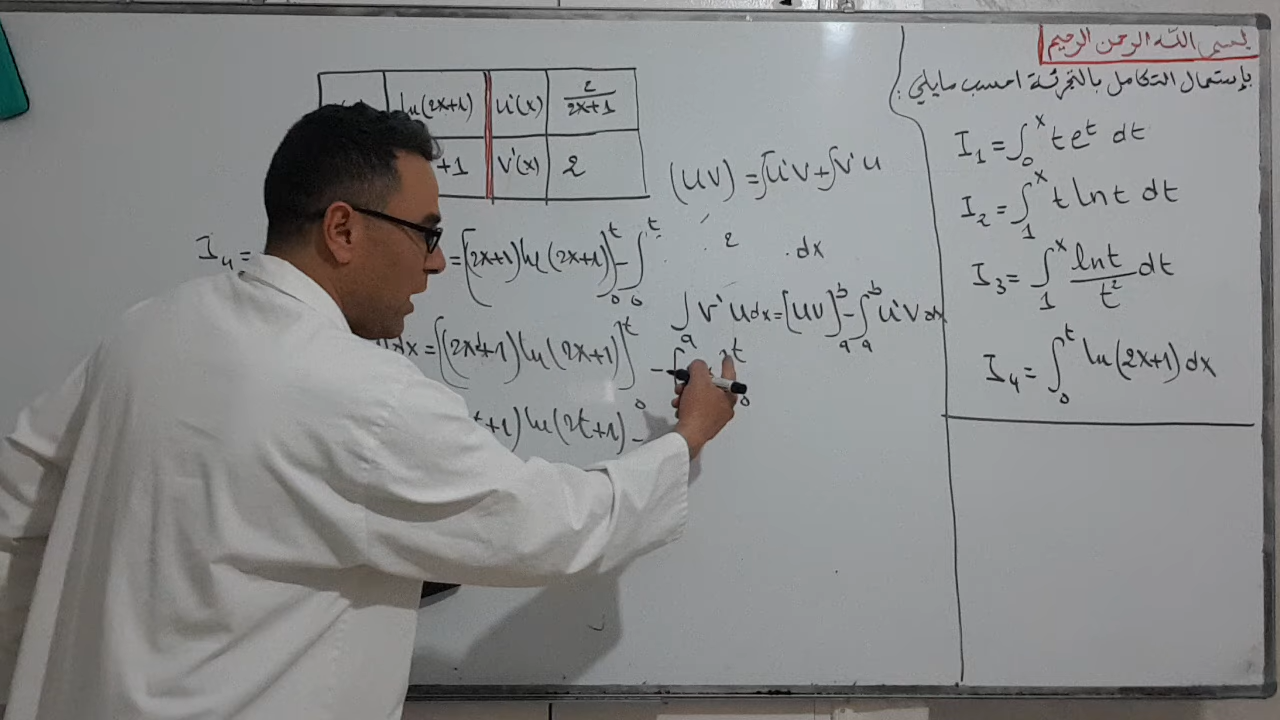 بسم الله الرحمن الرحيم
بإستعمال التكامل بالتجزئة احسب مايلي:
I₁ = ∫₀ˣ t eᵗ dt
I₂ = ∫₁ˣ t ln t dt
I₃ = ∫₁ˣ ln t / t² dt
I₄ = ∫₀ᵗ ln(2x+1) dx
ln(2x+1) | u'(x) | 2/(2x+1)
+1 | v'(x) | 2
(uv) = ∫u'v + ∫v'u
I₄ = = [(2x+1) ln(2x+1)]₀ᵗ - ∫₀ᵗ 2 dx
∫ₐ v'u dx = [uv]ₐᵇ - ∫ₐᵇ u'v dx
dx = [(2x+1) ln(2x+1)]₀ᵗ -
t+1) ln(2t+1) -